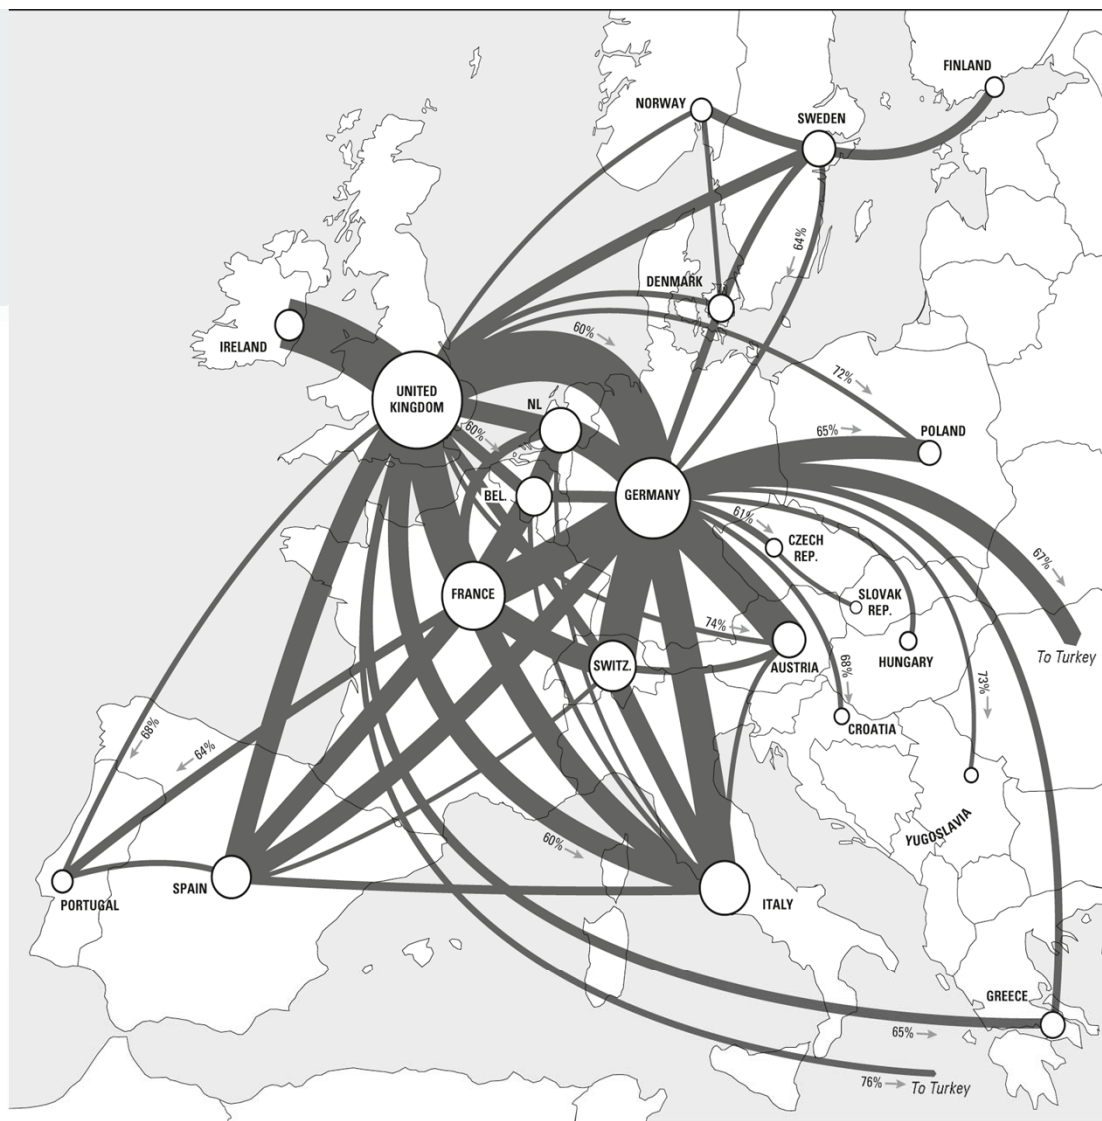 FINLAND
NORWAY
SWEDEN
64%
DENMARK
60%
IRELAND
UNITED
KINGDOM
72%
NL
60%
65%
POLAND
BEL.
GERMANY
61%
CZECH
REP.
67%
FRANCE
SLOVAK
REP.
74%
SWITZ.
AUSTRIA
HUNGARY
To Turkey
68%
73%
CROATIA
68%
64%
YUGOSLAVIA
60%
SPAIN
PORTUGAL
ITALY
GREECE
65%
76%
To Turkey